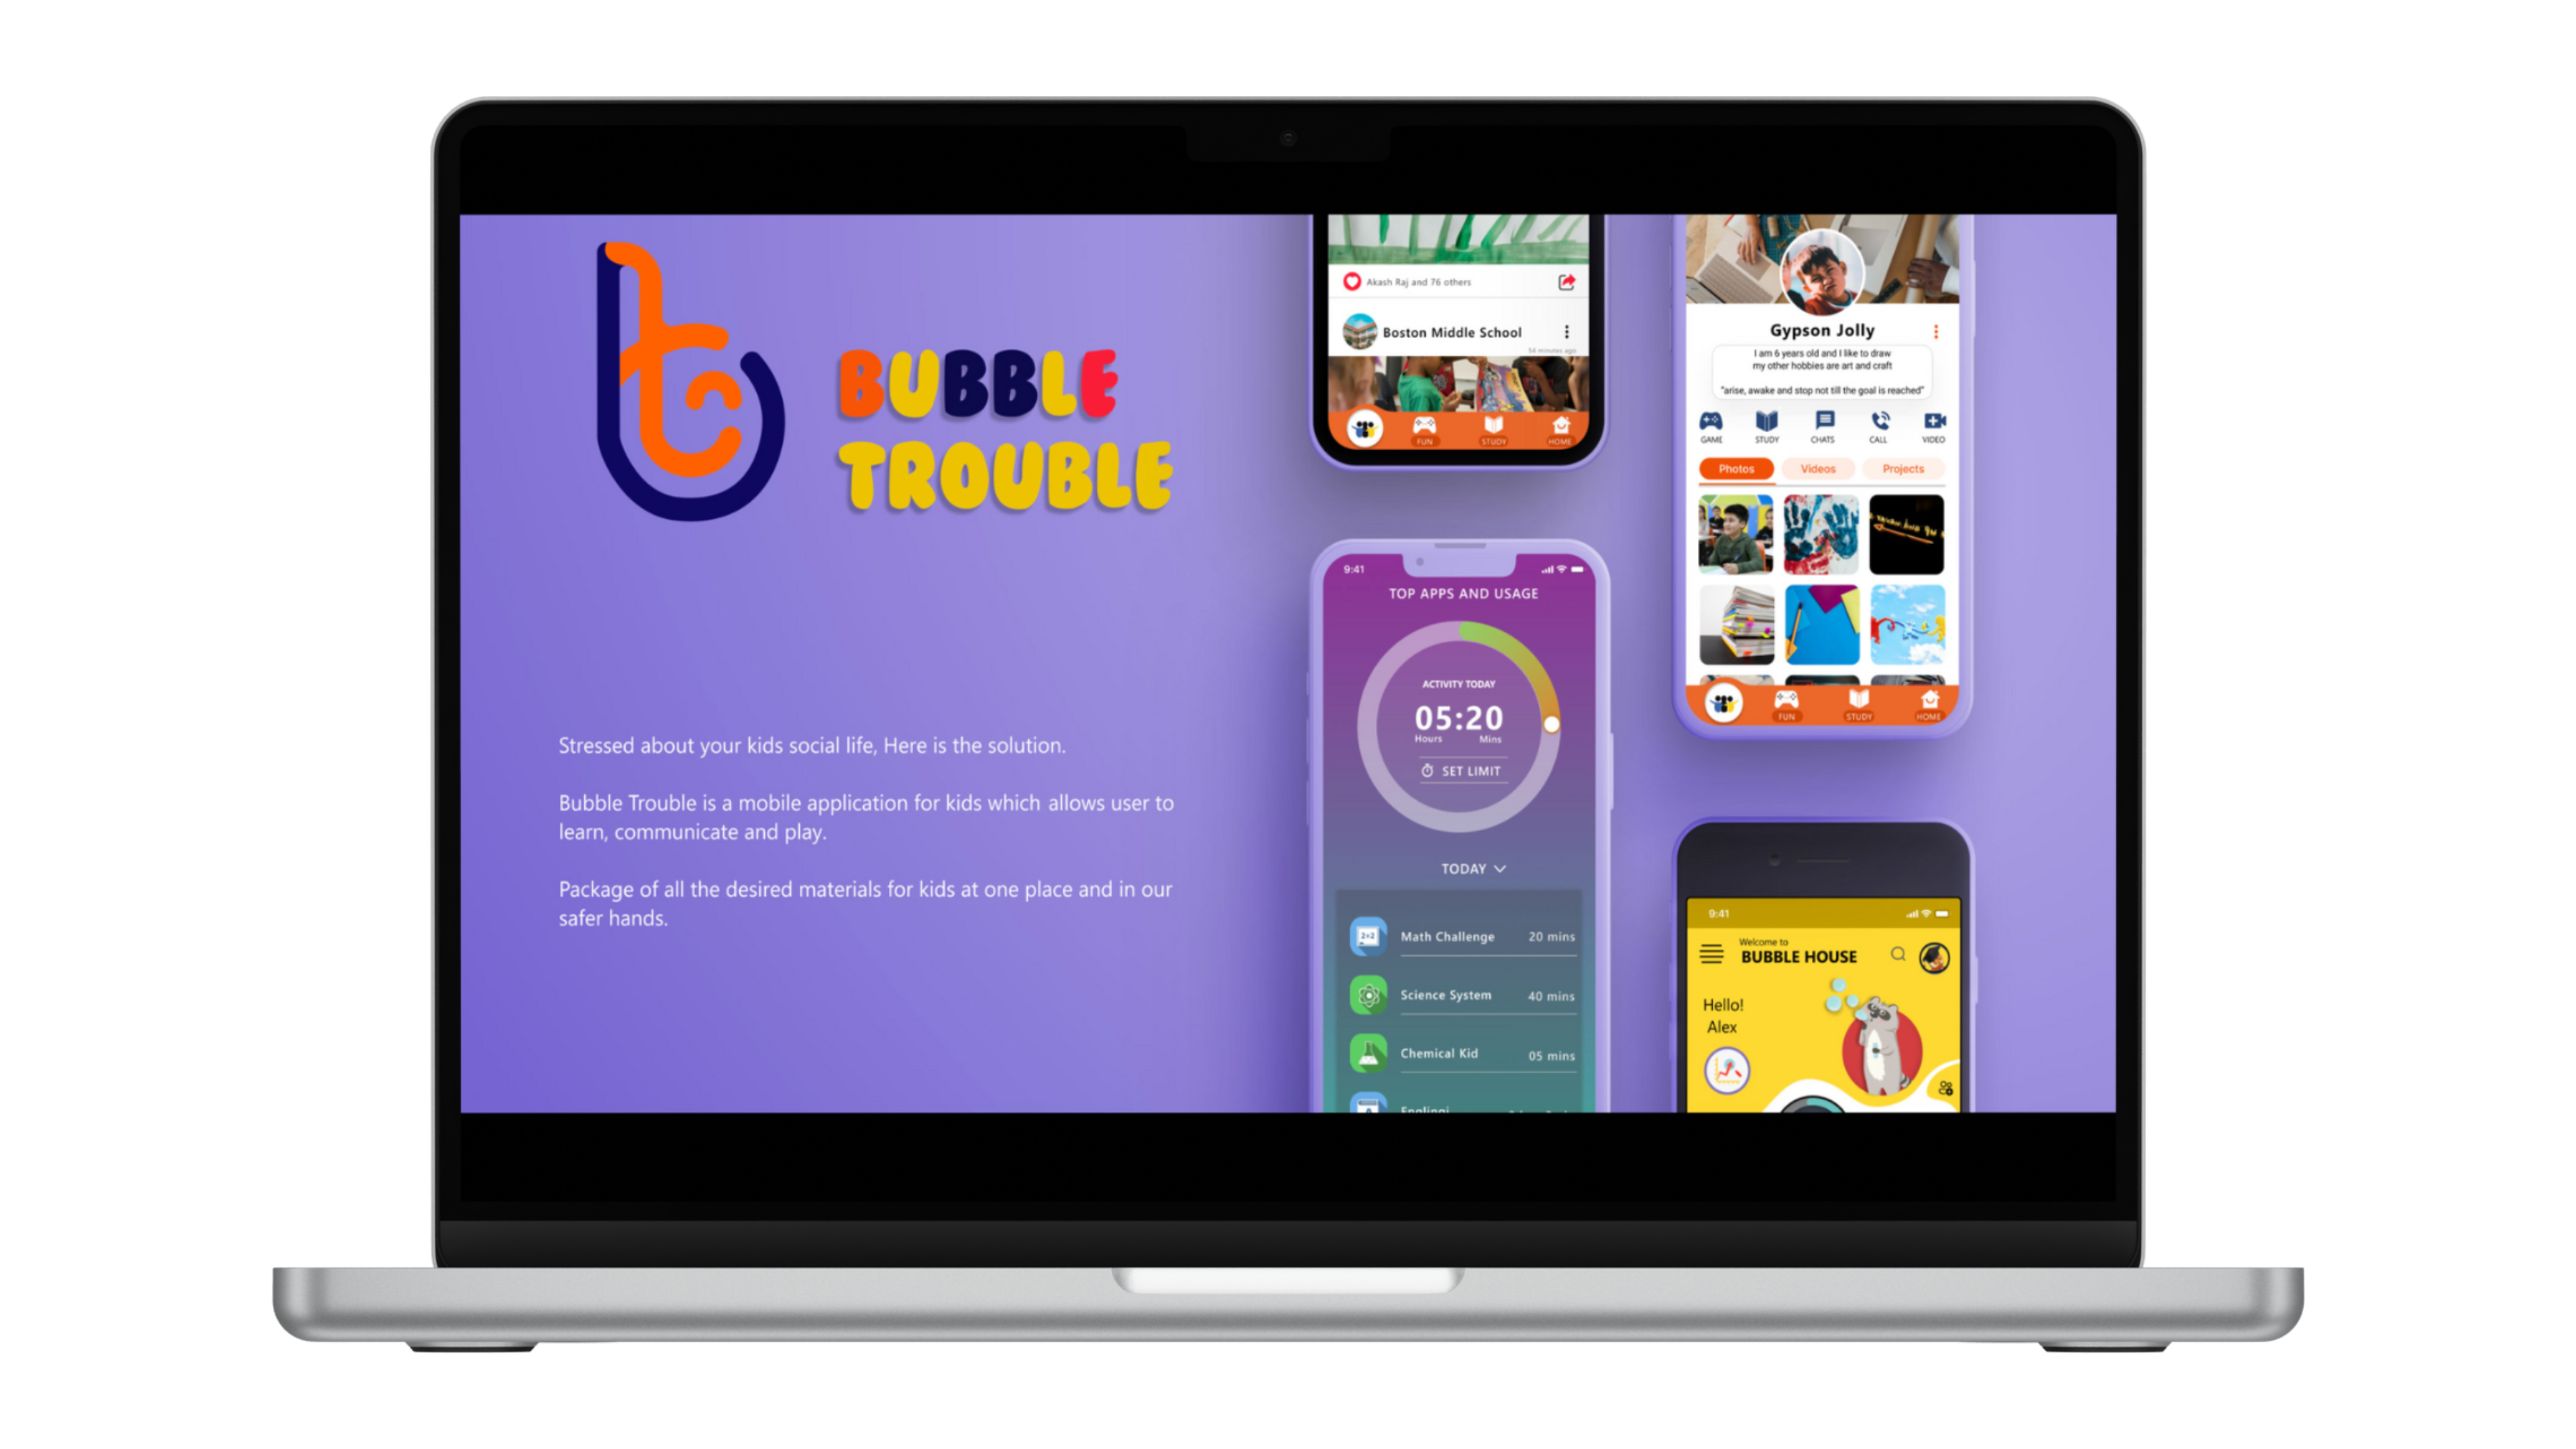 BUBBLE
TROUBLE
Stressed about your kids social life, Here is the solution.
Bubble Trouble is a mobile application for kids which allows user to
learn, communicate and play.
Package of all the desired materials for kids at one place and in our
safer hands.
Akash Raj and 76 others
Boston Middle School
54 minutes ago
FUN STUDY HOME
9:41
TOP APPS AND USAGE
ACTIVITY TODAY
05:20
Hours Mins
SET LIMIT
TODAY
2×2 Math Challenge 20 mins
Science System 40 mins
Chemical Kid 05 mins
Gypson Jolly
I am 6 years old and I like to draw
my other hobbies are art and craft
"arise, awake and stop not till the goal is reached"
GAME STUDY CHATS CALL VIDEO
Photos Videos Projects
FUN STUDY HOME
9:41
Welcome to
BUBBLE HOUSE
Hello!
Alex